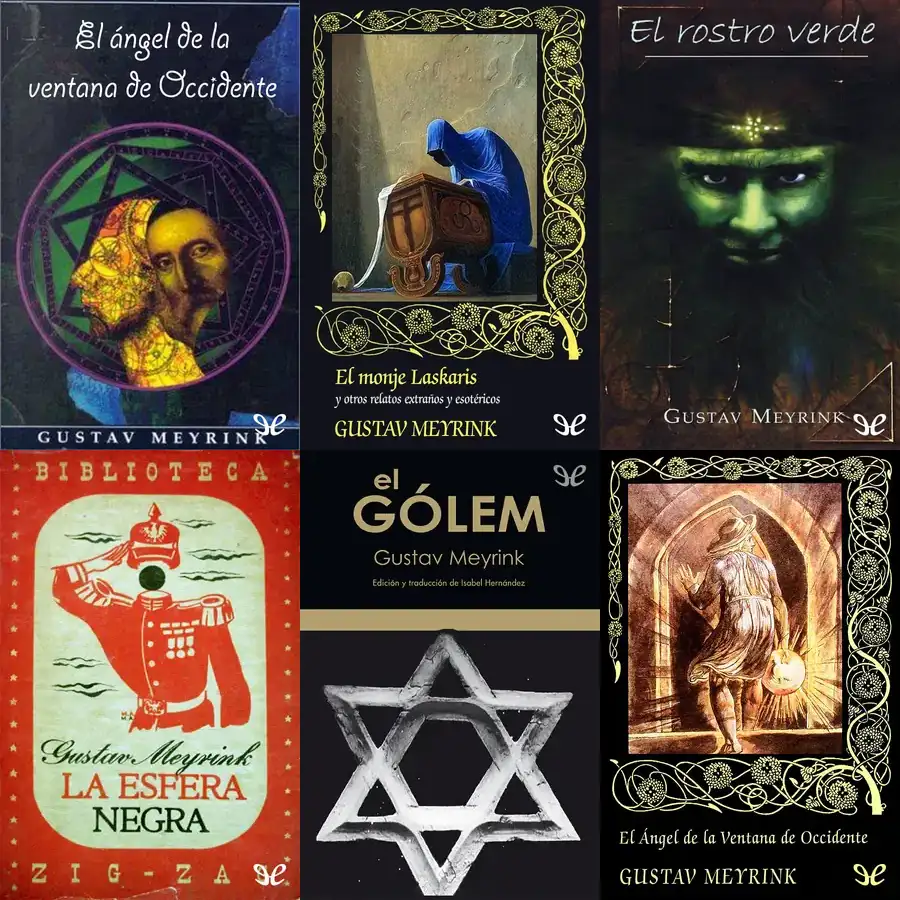 El ángel de la
ventana de Occidente
GUSTAV MEYRINK
El monje Laskaris
y otros relatos extraños y esotéricos
GUSTAV MEYRINK
El rostro verde
GUSTAV MEYRINK
BIBLIOTECA
Gustav Meyrink
LA ESFERA
NEGRA
ZIG-ZA
el
GÓLEM
Gustav Meyrink
Edición y traducción de Isabel Hernández
El Ángel de la Ventana de Occidente
GUSTAV MEYRINK